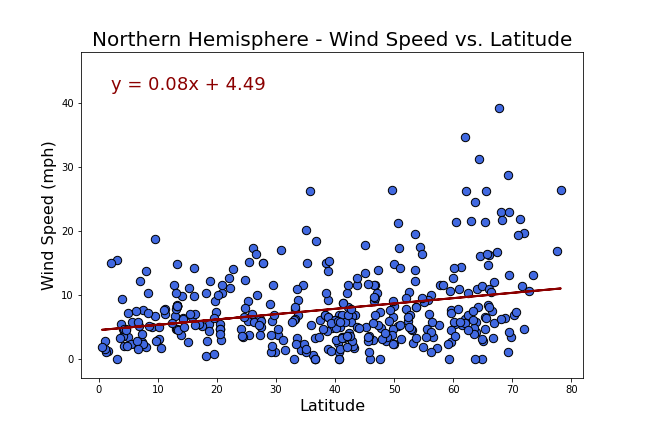 Northern Hemisphere - Wind Speed vs. Latitude
y = 0.08x + 4.49
Wind Speed (mph)
40
30
20
10
0
0 10 20 30 40 50 60 70 80
Latitude